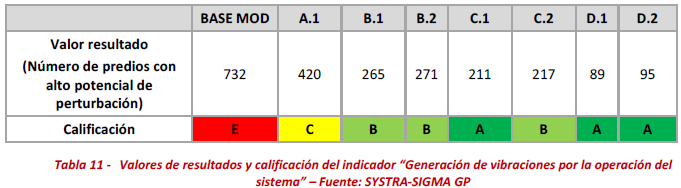 BASE MOD A.1 B.1 B.2 C.1 C.2 D.1 D.2
Valor resultado
(Número de predios con
alto potencial de
perturbación)
732 420 265 271 211 217 89 95
Calificación E C B B A B A A
Tabla 11 - Valores de resultados y calificación del indicador “Generación de vibraciones por la operación del
sistema” – Fuente: SYSTRA-SIGMA GP